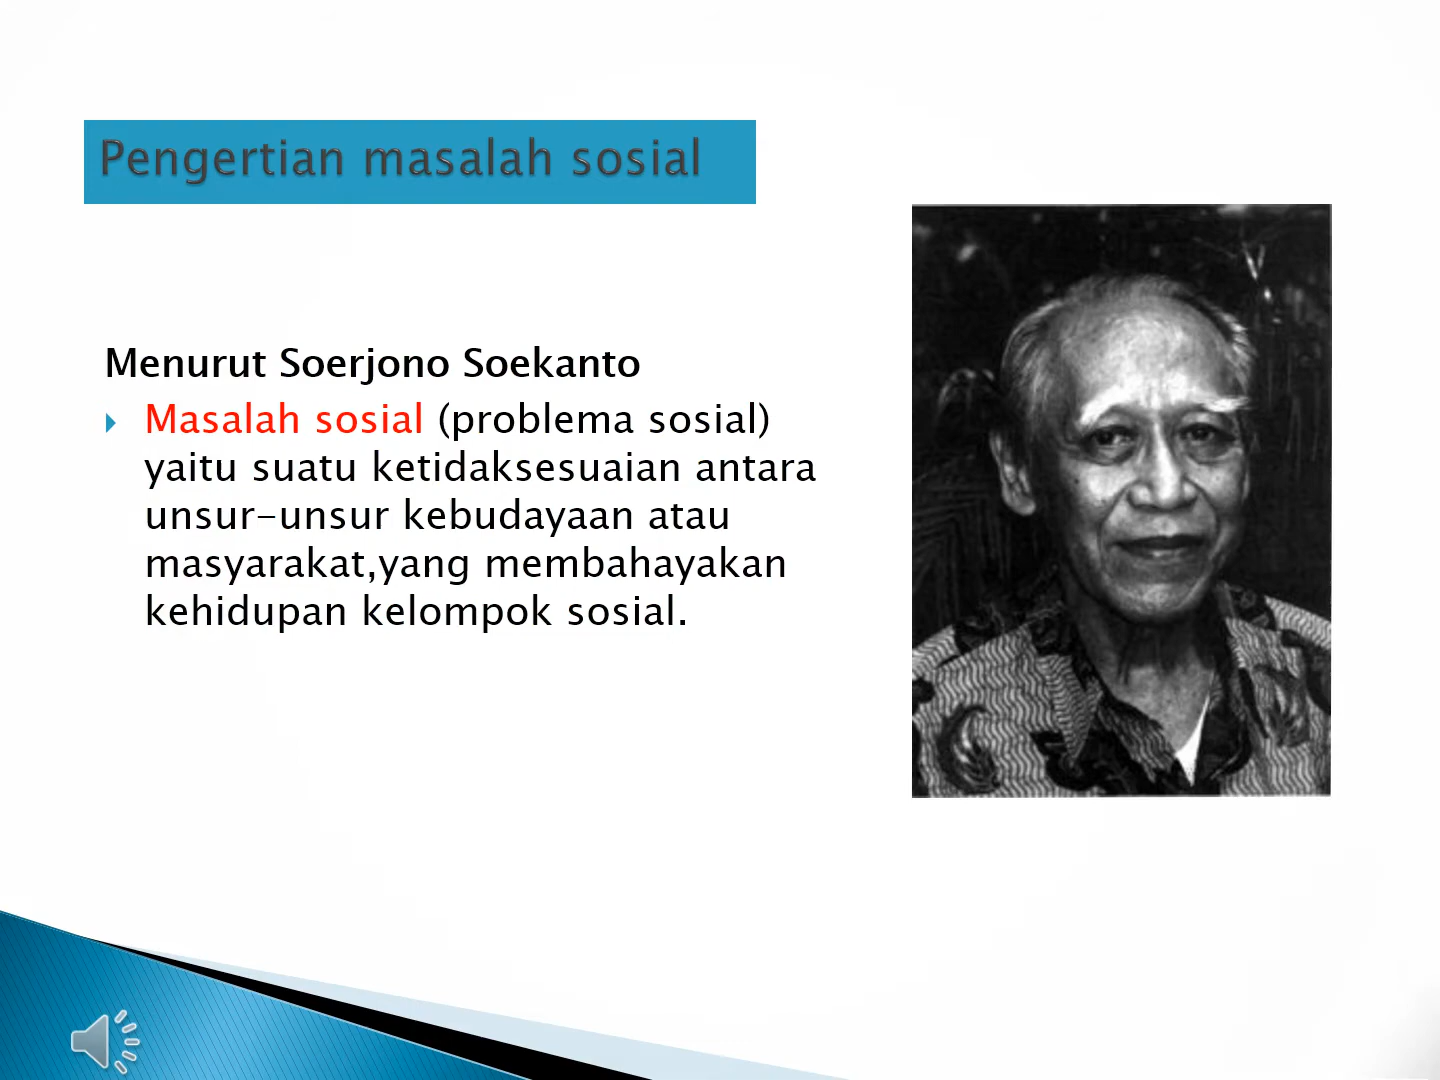 Pengertian masalah sosial
Menurut Soerjono Soekanto
Masalah sosial (problema sosial)
yaitu suatu ketidaksesuaian antara
unsur-unsur kebudayaan atau
masyarakat,yang membahayakan
kehidupan kelompok sosial.